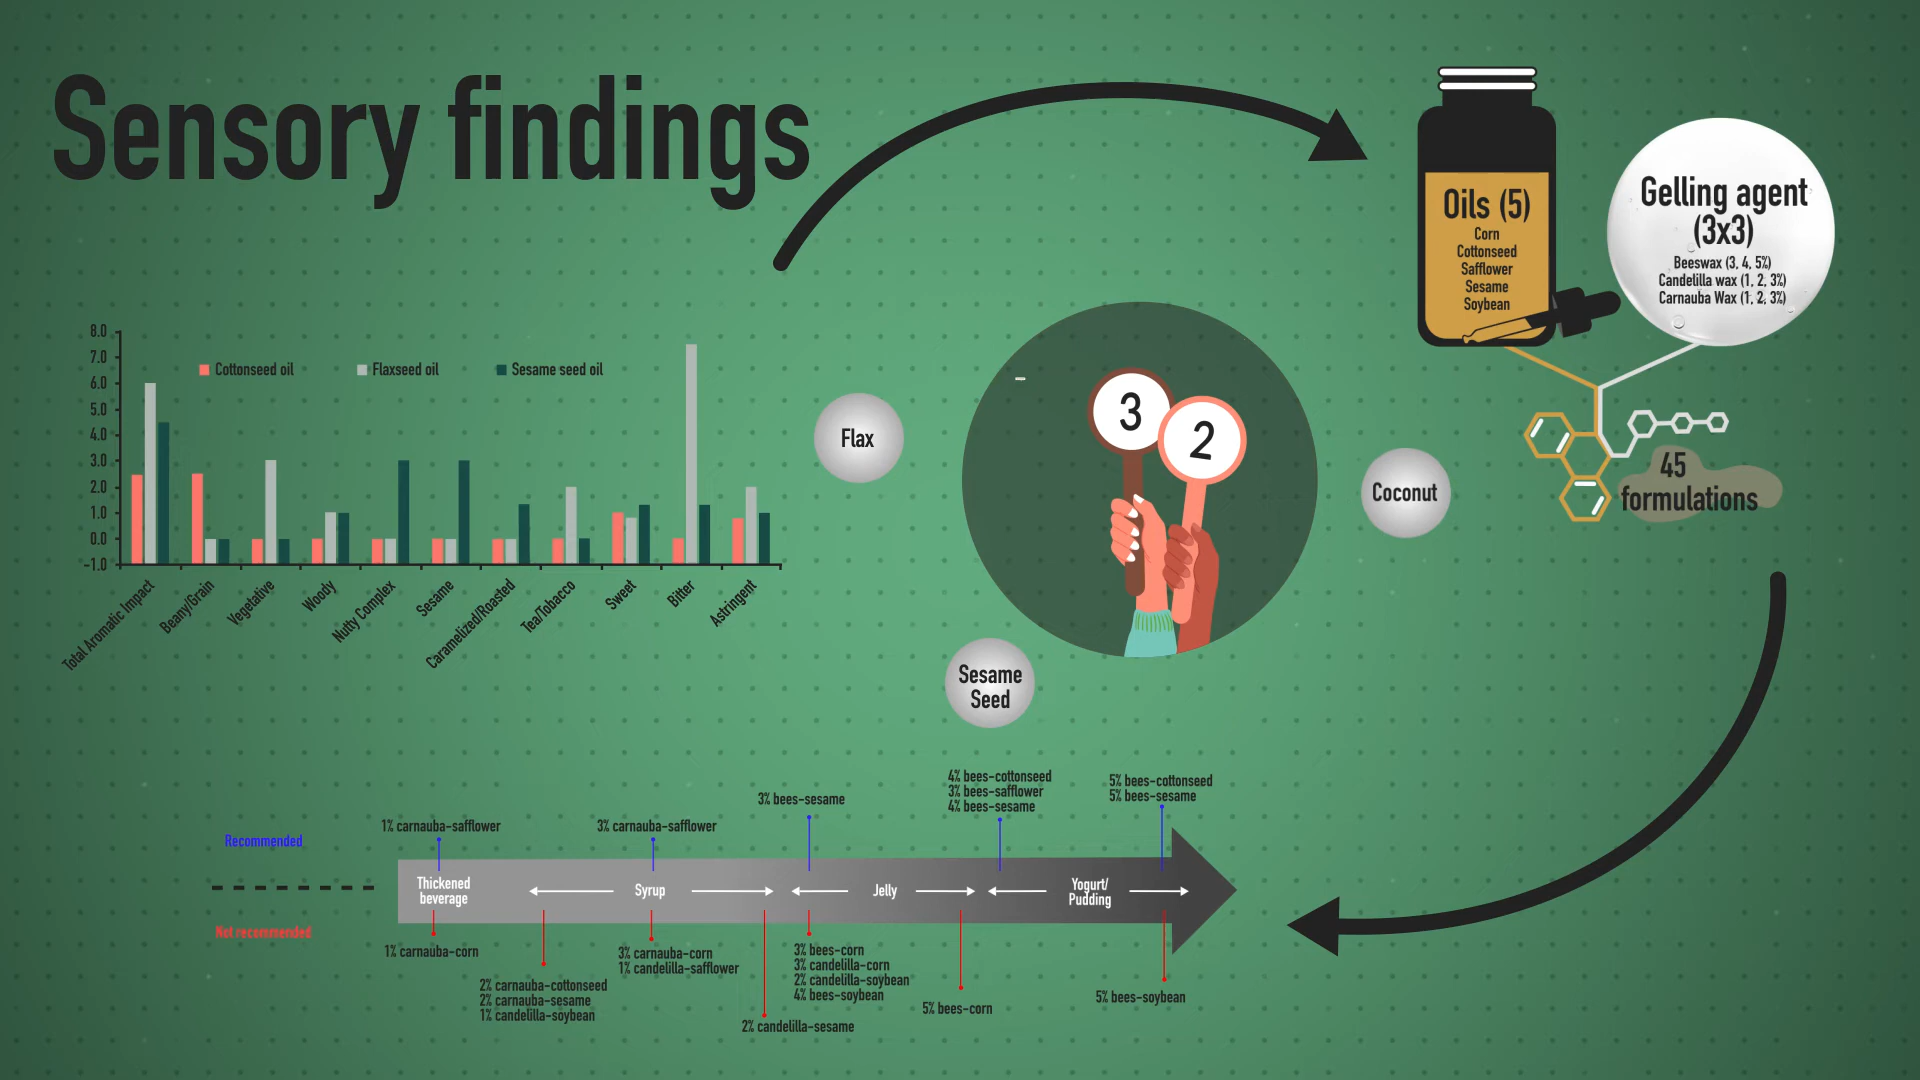 Sensory findings
8.0
7.0
6.0
5.0
4.0
3.0
2.0
1.0
0.0
-1.0
Cottonseed oil
Flaxseed oil
Sesame seed oil
Total Aromatic Impact
Beany/Grain
Vegetative
Woody
Nutty Complex
Sesame
Caramelized/Roasted
Tea/Tobacco
Sweet
Bitter
Astringent
Flax
3
2
Coconut
Sesame
Seed
Oils (5)
Corn
Cottonseed
Safflower
Sesame
Soybean
Gelling agent
(3x3)
Beeswax (3, 4, 5%)
Candelilla wax (1, 2, 3%)
Carnauba Wax (1, 2, 3%)
45
formulations
Recommended
Not recommended
1% carnauba-safflower
3% carnauba-safflower
3% bees-sesame
4% bees-cottonseed
3% bees-safflower
4% bees-sesame
5% bees-cottonseed
5% bees-sesame
Thickened
beverage
Syrup
Jelly
Yogurt/
Pudding
1% carnauba-corn
2% carnauba-cottonseed
2% carnauba-sesame
1% candelilla-soybean
3% carnauba-corn
1% candelilla-safflower
2% candelilla-sesame
3% bees-corn
3% candelilla-corn
2% candelilla-soybean
4% bees-soybean
5% bees-corn
5% bees-soybean